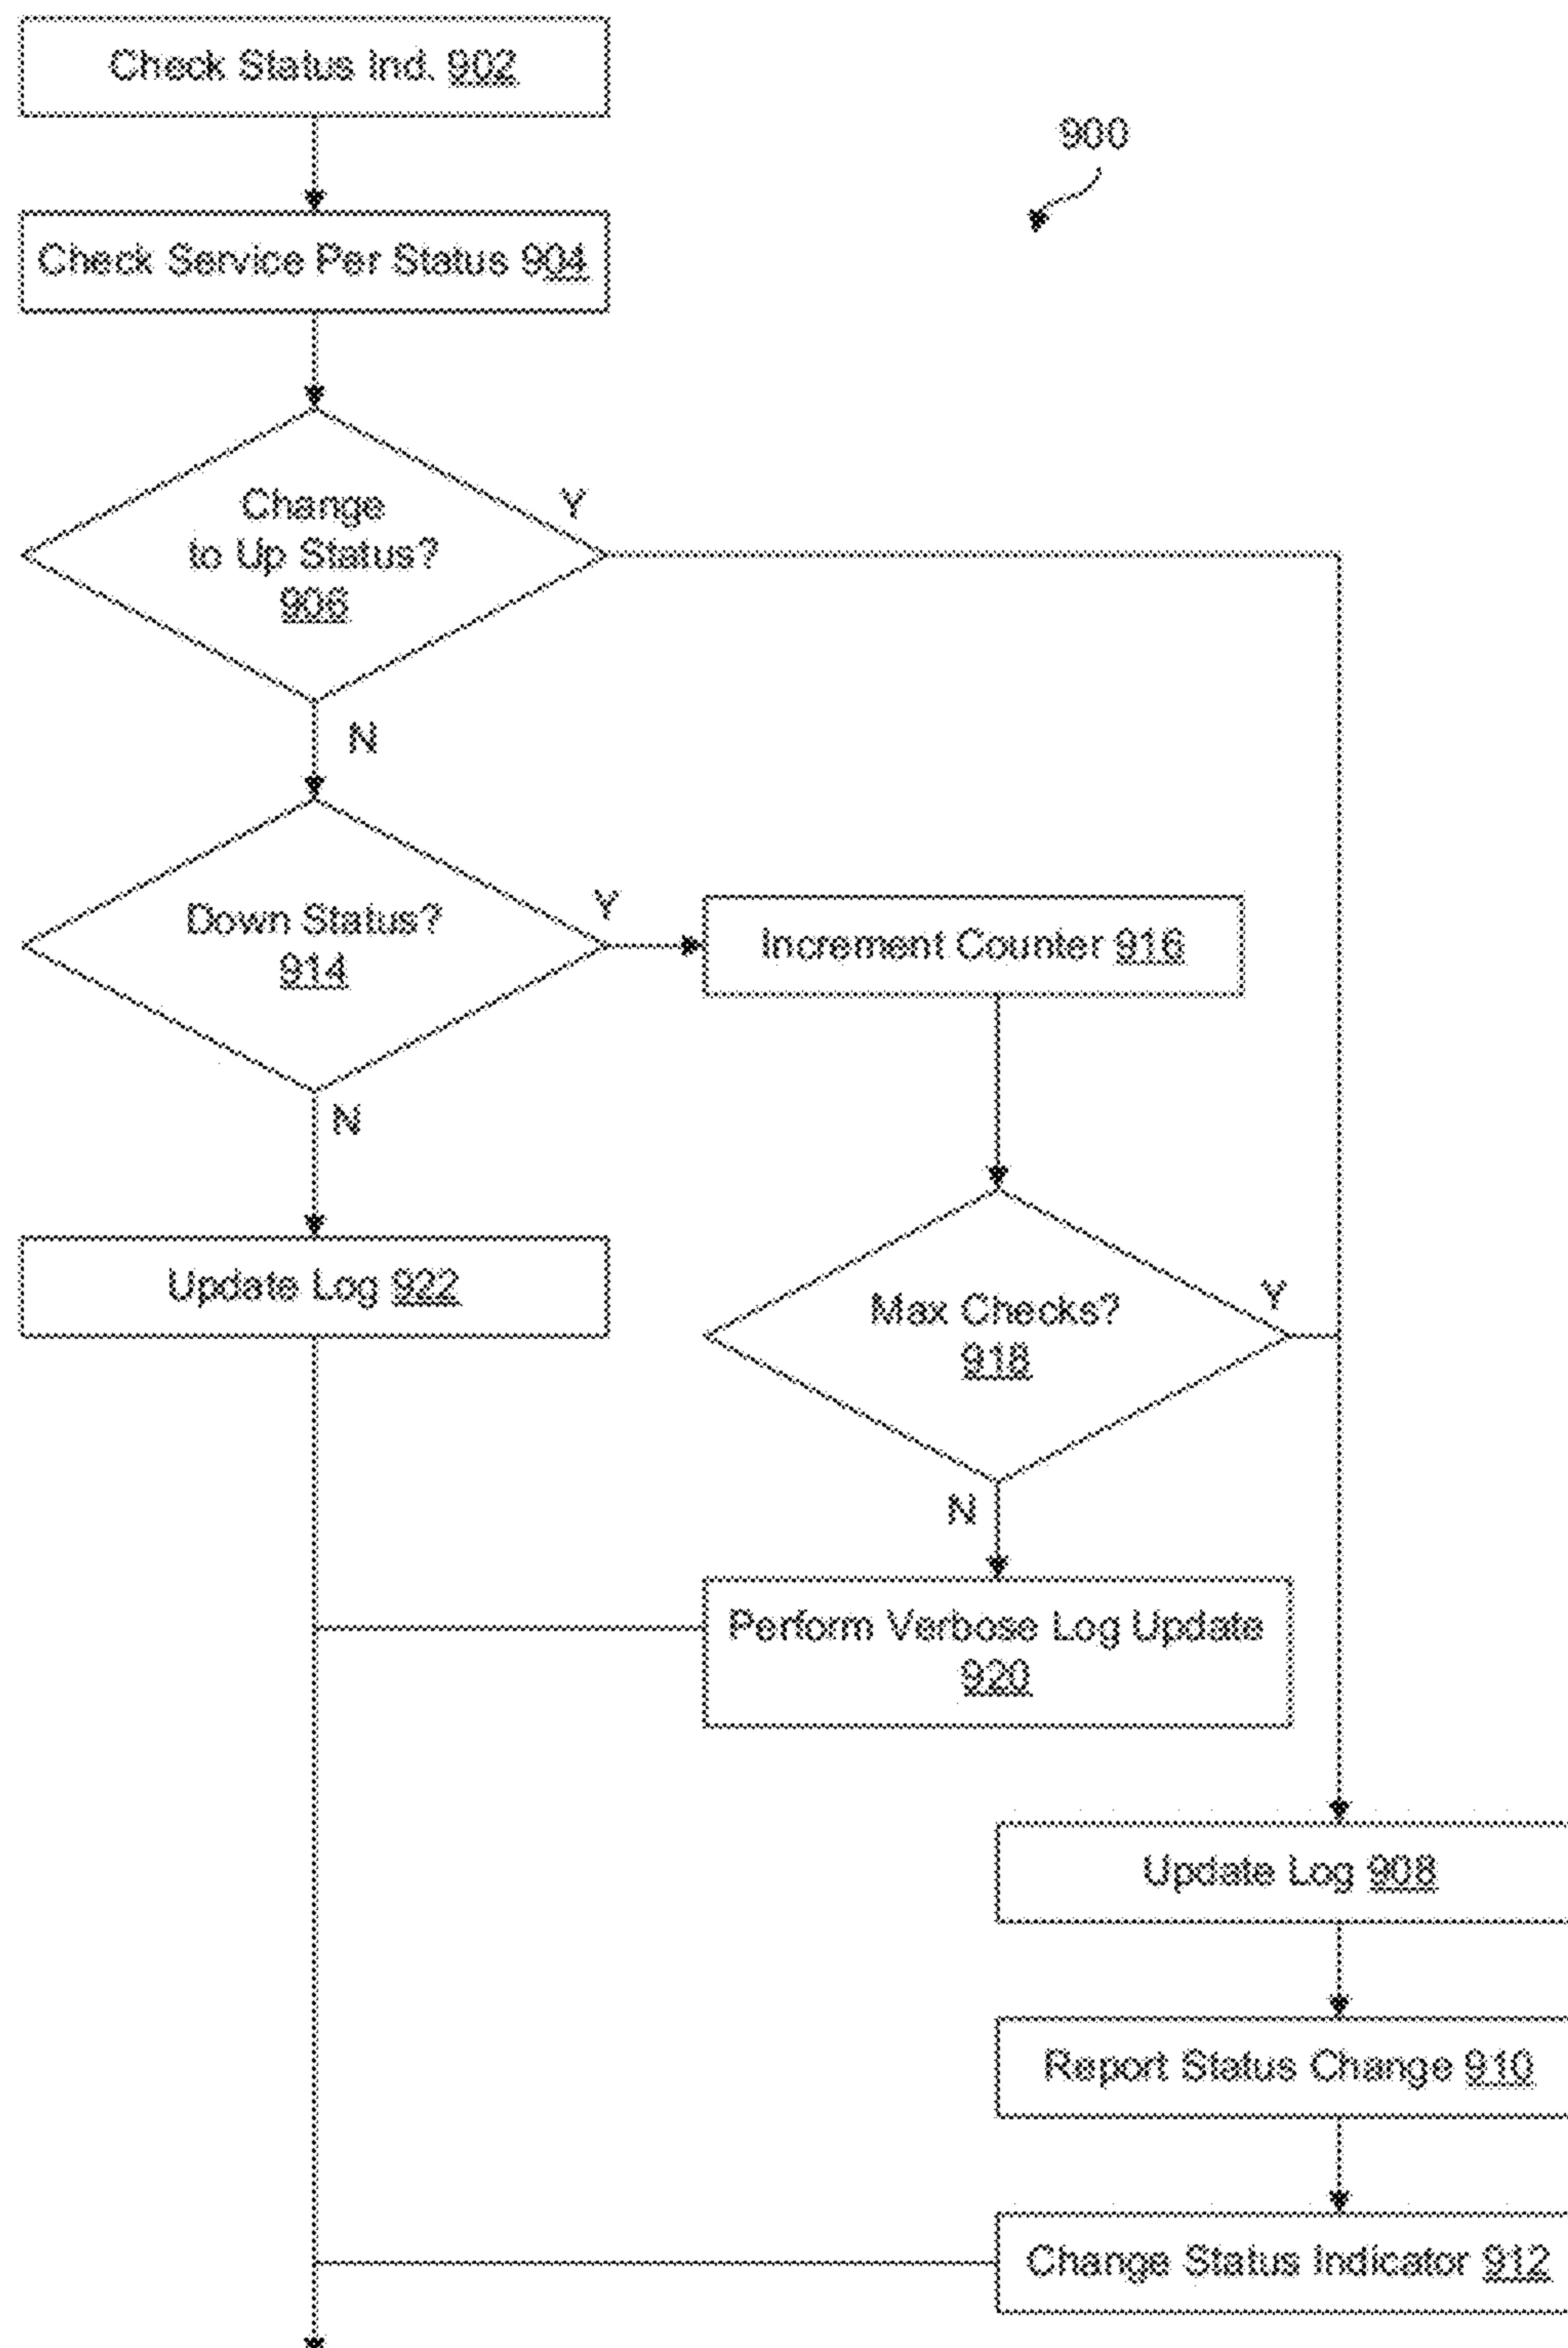 Check Status Ind. 902
900
Check Service Per Status 904
Change
to Up Status?
906
Y
N
Down Status?
914
Y
Increment Counter 916
N
Update Log 922
Max Checks?
918
Y
N
Perform Verbose Log Update
920
Update Log 908
Report Status Change 910
Change Status Indicator 912